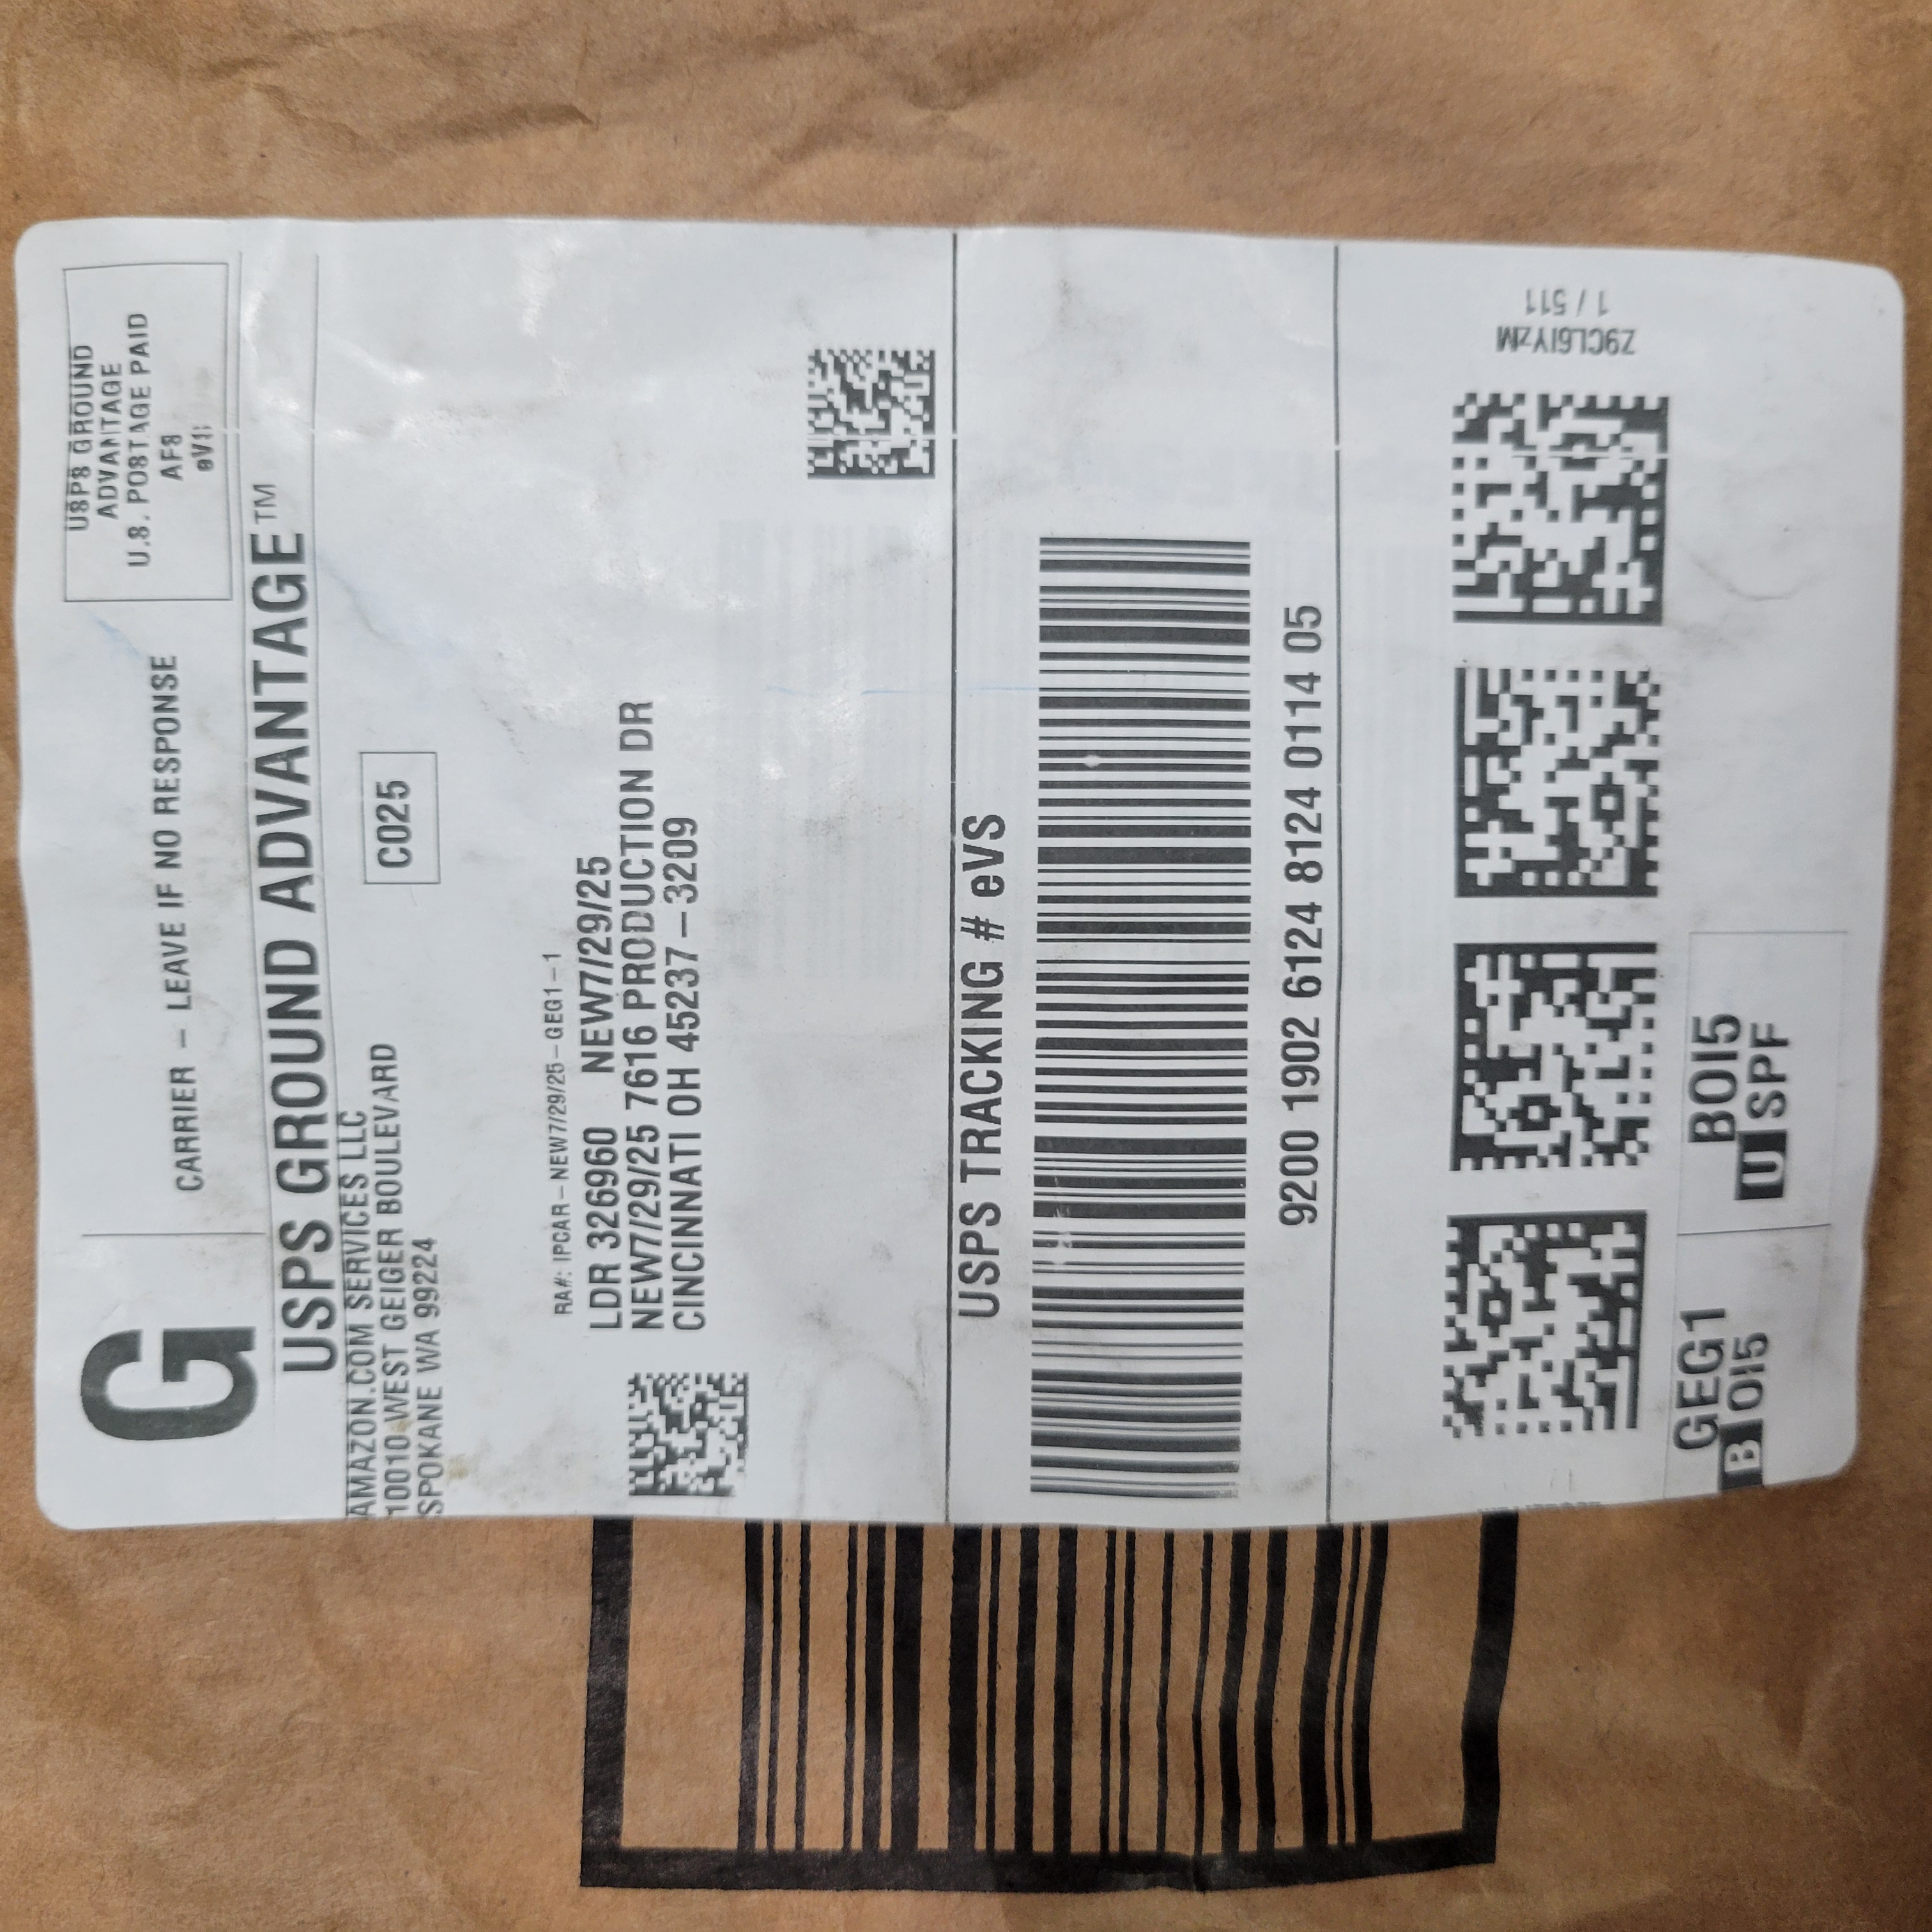 G
CARRIER – LEAVE IF NO RESPONSE
USPS GROUND
ADVANTAGE
U.S. POSTAGE PAID
AFS
eVS
USPS GROUND ADVANTAGE™
AMAZON.COM SERVICES LLC
10010 WEST GEIGER BOULEVARD
SPOKANE WA 99224
C025
RA#: IPCAR–NEW7/29/25–GEG1–1
LDR 326960 NEW7/29/25
NEW7/29/25 7616 PRODUCTION DR
CINCINNATI OH 45237–3209
USPS TRACKING # eVS
9200 1902 6124 8124 0114 05
Z9CL6IYzM
1 / 511
GEG1
B OI5
BOI5
U SPF